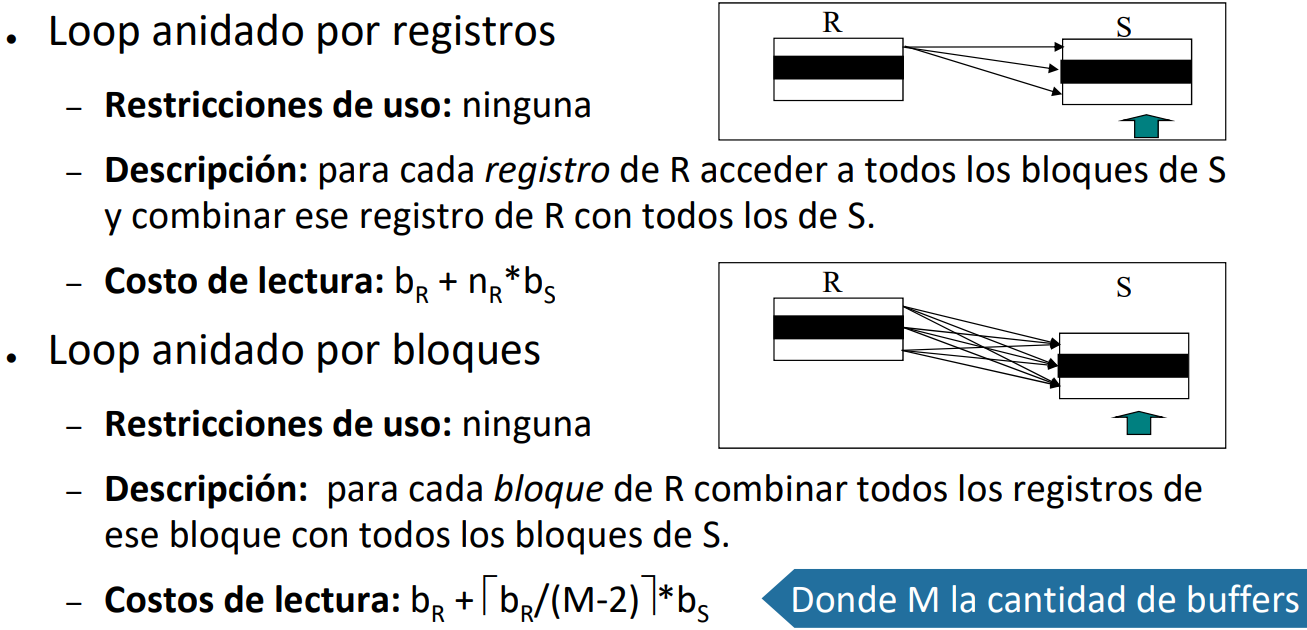 • Loop anidado por registros
R S
– Restricciones de uso: ninguna
– Descripción: para cada registro de R acceder a todos los bloques de S
y combinar ese registro de R con todos los de S.
– Costo de lectura: b_R + n_R*b_S
R S
• Loop anidado por bloques
– Restricciones de uso: ninguna
– Descripción: para cada bloque de R combinar todos los registros de
ese bloque con todos los bloques de S.
– Costos de lectura: b_R + ⌈b_R/(M-2)⌉*b_S
Donde M la cantidad de buffers